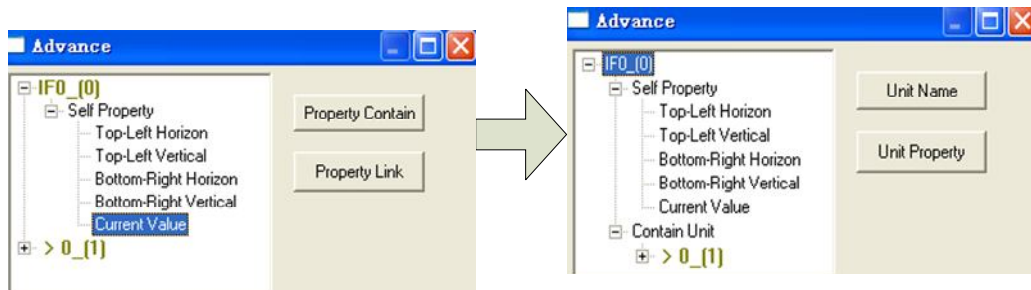 Advance
IF0_(0)
Self Property
Top-Left Horizon
Top-Left Vertical
Bottom-Right Horizon
Bottom-Right Vertical
Current Value
> 0_(1)
Property Contain
Property Link
Advance
IF0_(0)
Self Property
Top-Left Horizon
Top-Left Vertical
Bottom-Right Horizon
Bottom-Right Vertical
Current Value
Contain Unit
> 0_(1)
Unit Name
Unit Property